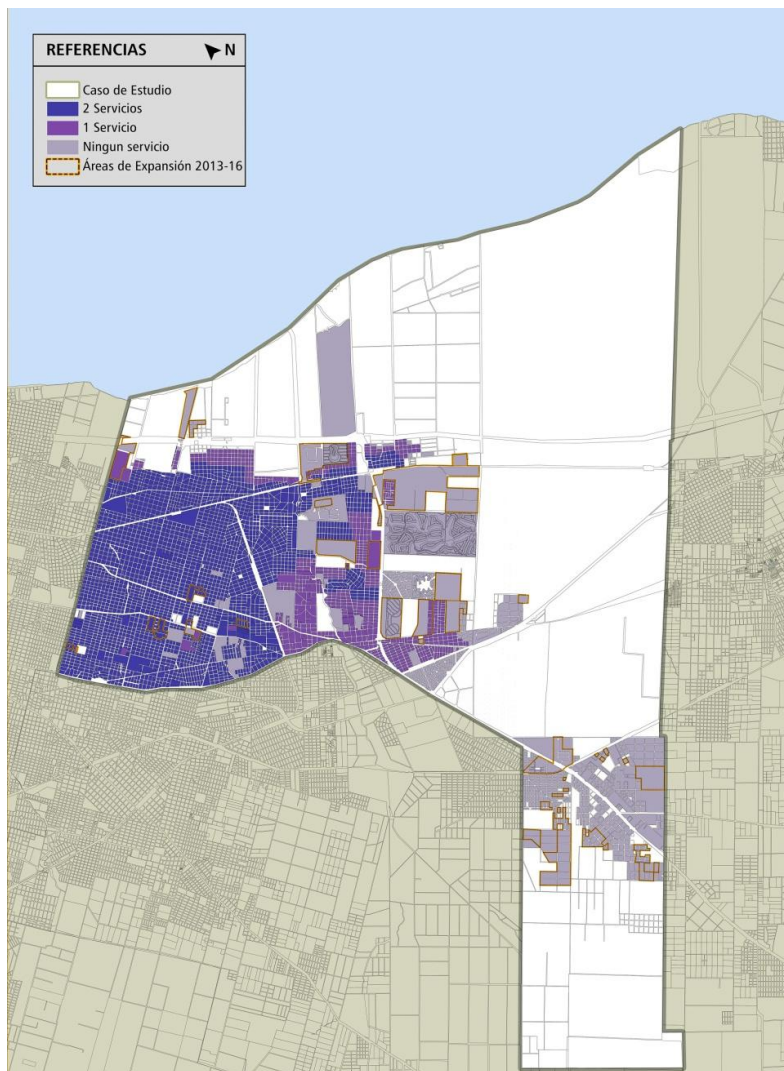 REFERENCIAS N
Caso de Estudio
2 Servicios
1 Servicio
Ningun servicio
Áreas de Expansión 2013-16